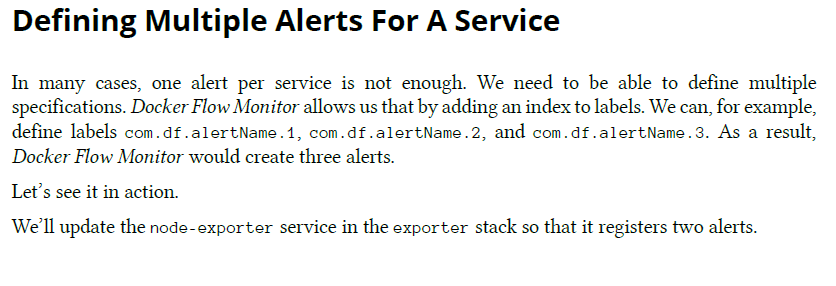 Defining Multiple Alerts For A Service
In many cases, one alert per service is not enough. We need to be able to define multiple
specifications. Docker Flow Monitor allows us that by adding an index to labels. We can, for example,
define labels com.df.alertName.1, com.df.alertName.2, and com.df.alertName.3. As a result,
Docker Flow Monitor would create three alerts.
Let’s see it in action.
We’ll update the node-exporter service in the exporter stack so that it registers two alerts.